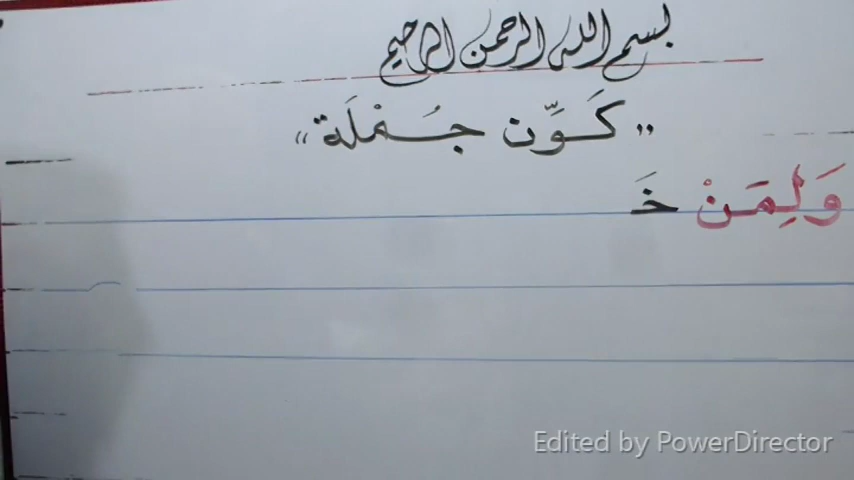 بسم الله الرحمن الرحيم
"كَوِّن جُمْلَة"
وَلِمَنْ خَ
Edited by PowerDirector